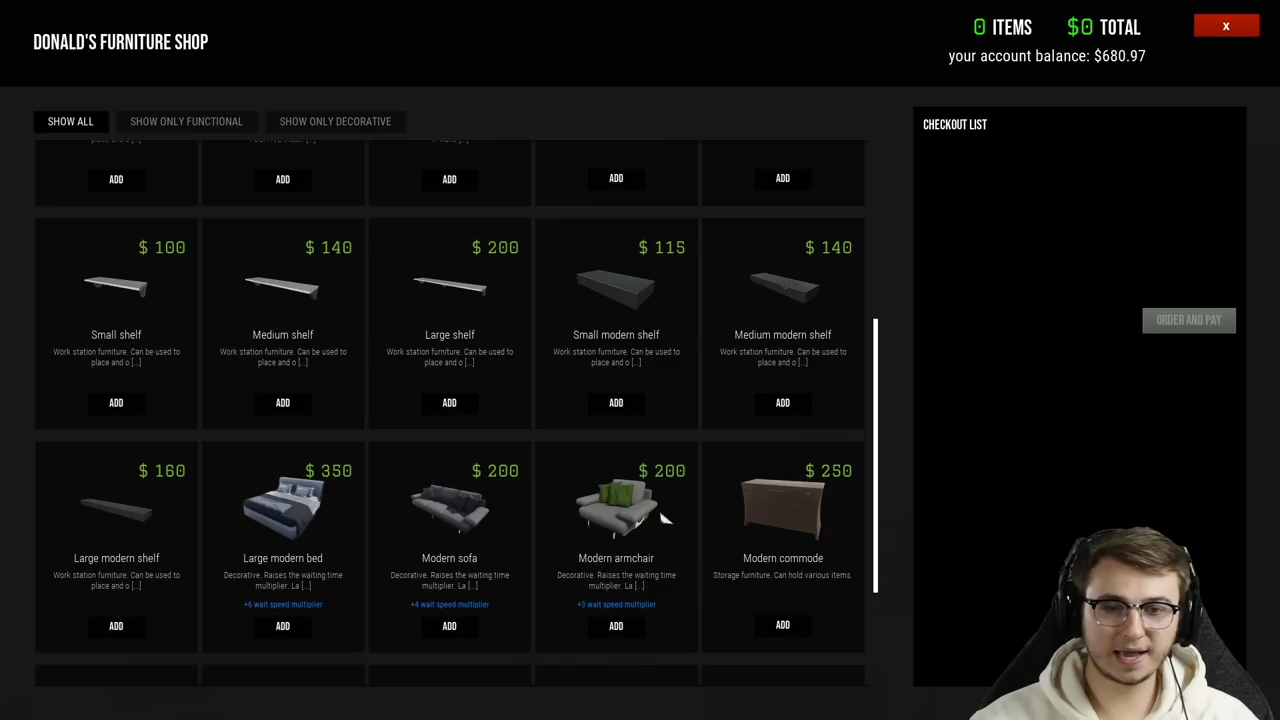 DONALD'S FURNITURE SHOP
0 ITEMS $0 TOTAL
X
your account balance: $680.97
SHOW ALL SHOW ONLY FUNCTIONAL SHOW ONLY DECORATIVE
CHECKOUT LIST
ADD ADD ADD ADD ADD
$ 100 $ 140 $ 200 $ 115 $ 140
Small shelf Medium shelf Large shelf Small modern shelf Medium modern shelf
Work station furniture. Can be used to Work station furniture. Can be used to Work station furniture. Can be used to Work station furniture. Can be used to Work station furniture. Can be used to
place and o [...] place and o [...] place and o [...] place and o [...] place and o [...]
ADD ADD ADD ADD ADD
ORDER AND PAY
$ 160 $ 350 $ 200 $ 200 $ 250
Large modern shelf Large modern bed Modern sofa Modern armchair Modern commode
Work station furniture. Can be used to Decorative. Raises the waiting time Decorative. Raises the waiting time Decorative. Raises the waiting time Storage furniture. Can hold various items.
place and o [...] multiplier. La [...] multiplier. La [...] multiplier. La [...]
+6 wait speed multiplier +4 wait speed multiplier +3 wait speed multiplier
ADD ADD ADD ADD ADD